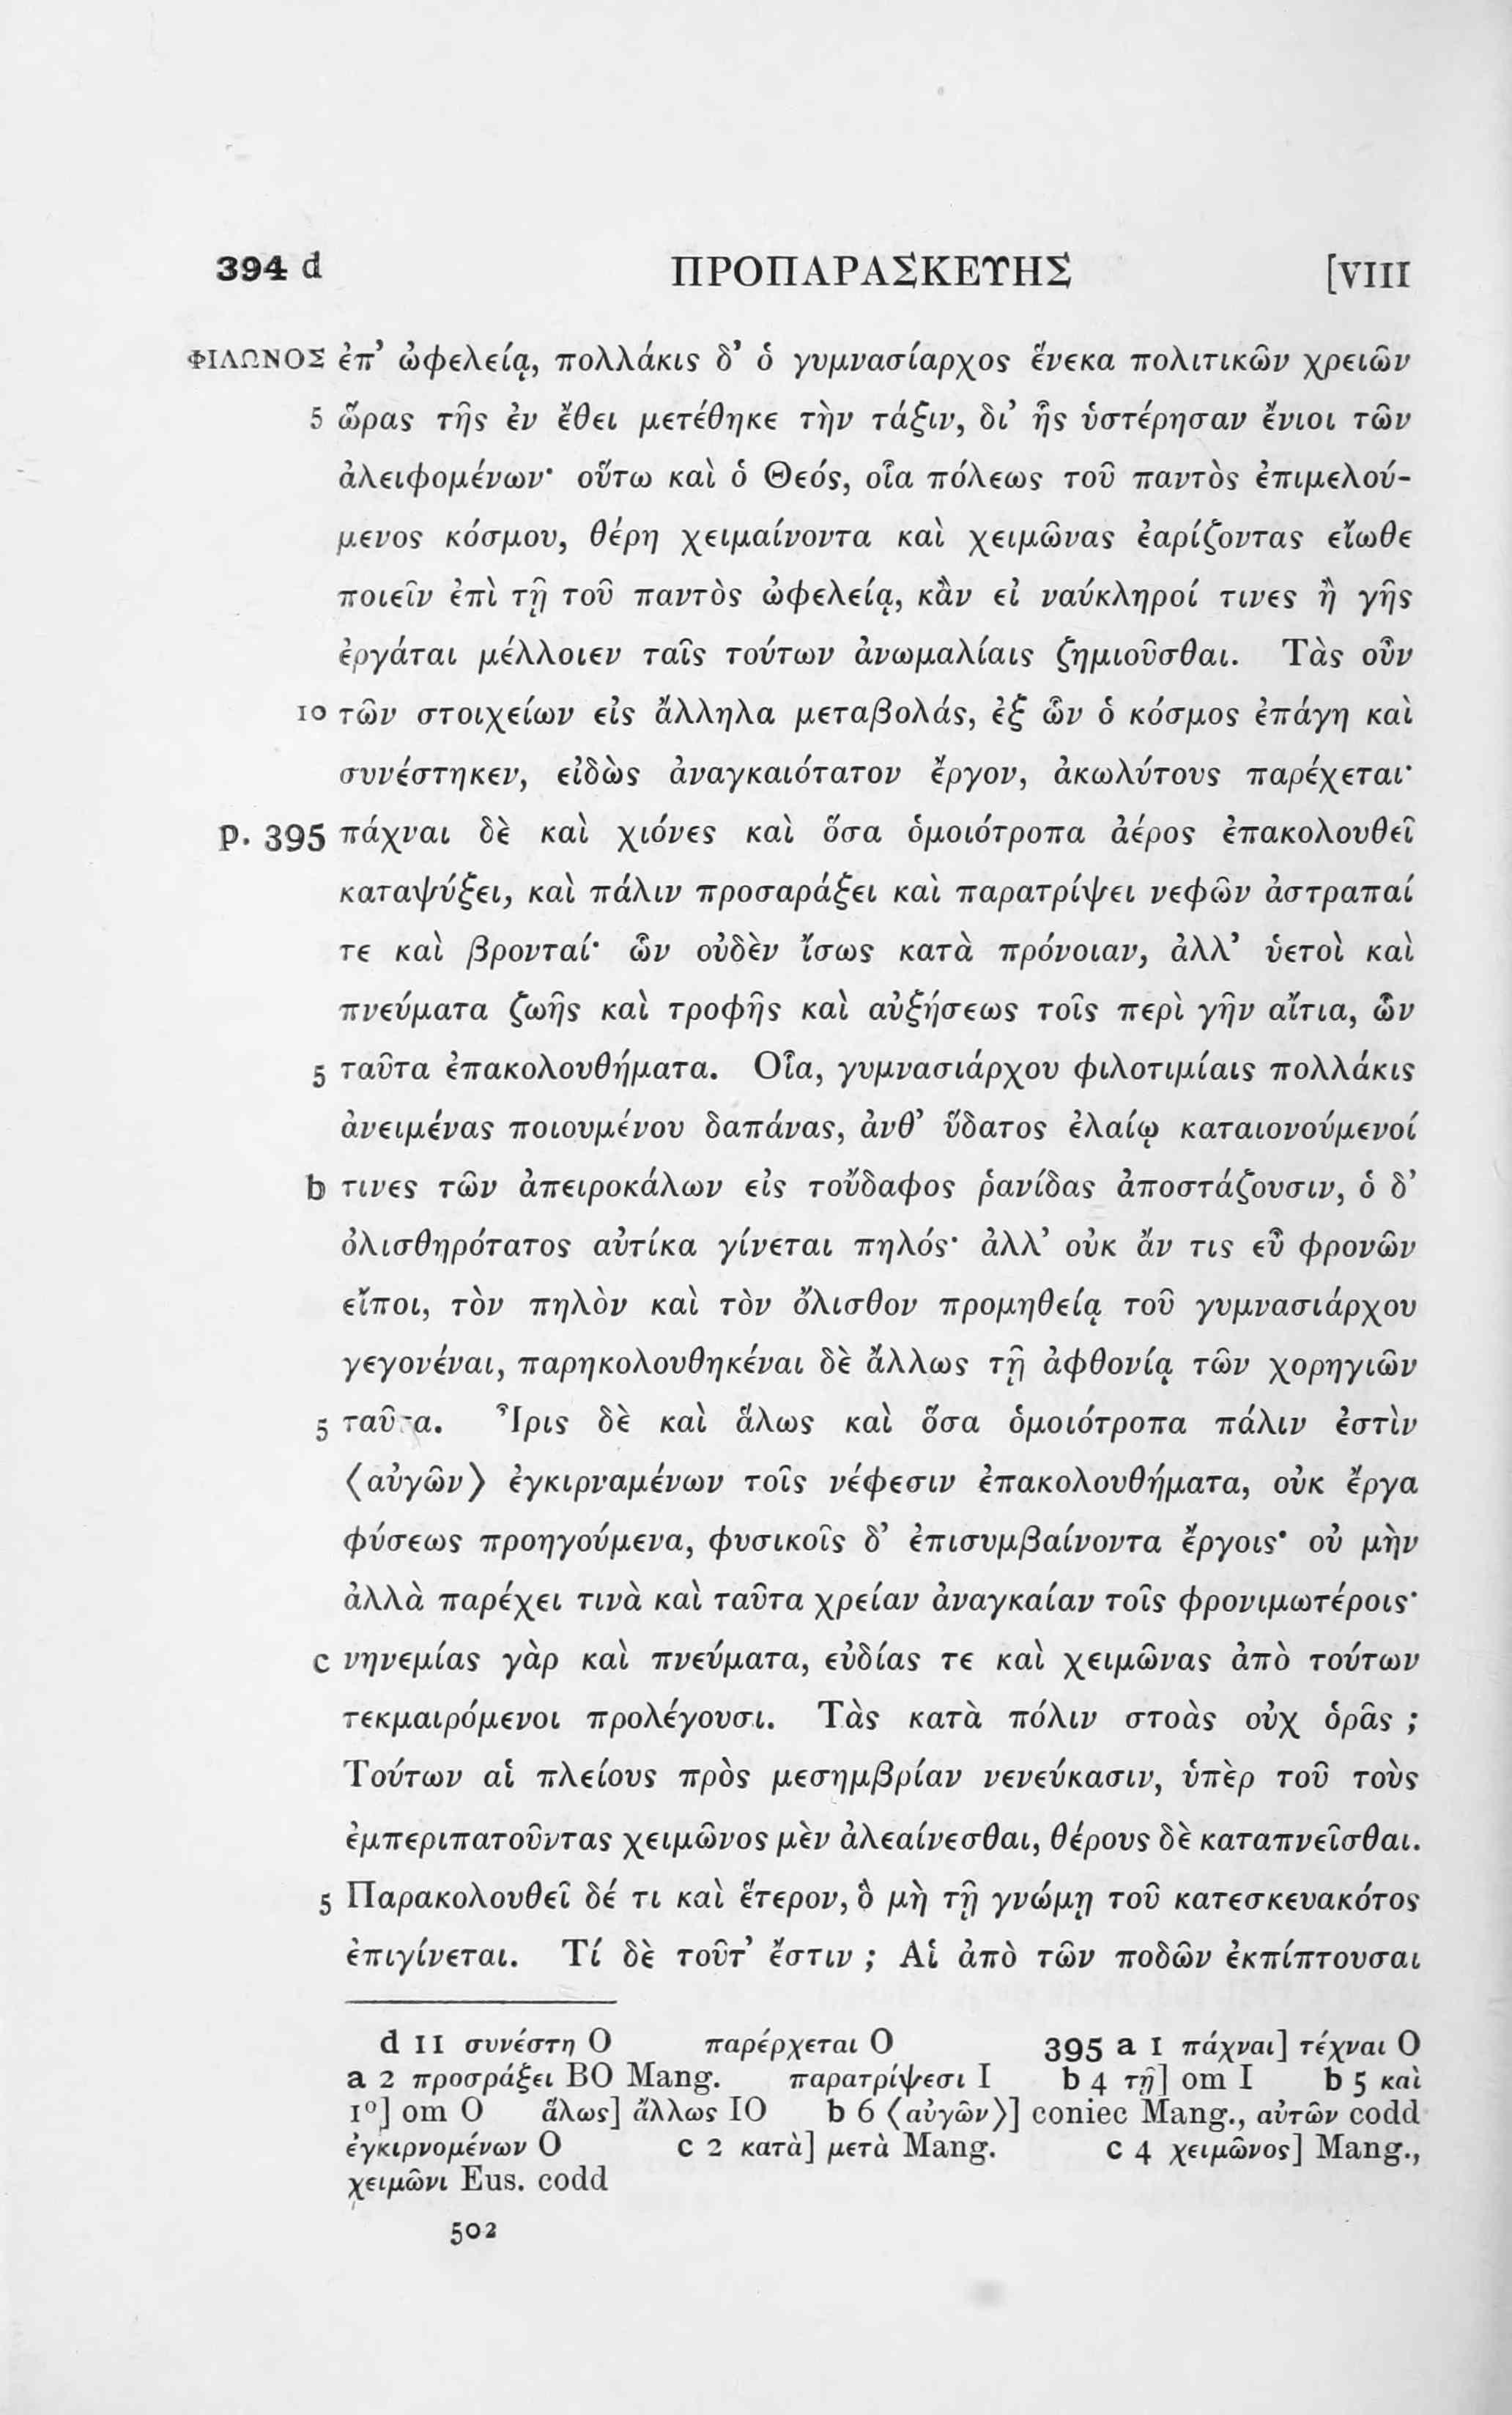 394 d ΠΡΟΠΑΡΑΣΚΕΥΗΣ [VIII
ΦΙΛΩΝΟΣ ἐπ’ ὠφελείᾳ, πολλάκις δ’ ὁ γυμνασίαρχος ἕνεκα πολιτικῶν χρειῶν
5 ὥρας τῆς ἐν ἔθει μετέθηκε τὴν τάξιν, δι’ ἧς ὑστέρησαν ἔνιοι τῶν
ἀλειφομένων· οὕτω καὶ ὁ Θεός, οἷα πόλεως τοῦ παντὸς ἐπιμελού-
μενος κόσμου, θέρη χειμαίνοντα καὶ χειμῶνας ἐαρίζοντας εἴωθε
ποιεῖν ἐπὶ τῇ τοῦ παντὸς ὠφελείᾳ, κἂν εἰ ναύκληροί τινες ἢ γῆς
ἐργάται μέλλοιεν ταῖς τούτων ἀνωμαλίαις ζημιοῦσθαι. Τὰς οὖν
10 τῶν στοιχείων εἰς ἄλληλα μεταβολάς, ἐξ ὧν ὁ κόσμος ἐπάγη καὶ
συνέστηκεν, εἰδὼς ἀναγκαιότατον ἔργον, ἀκωλύτους παρέχεται·
p. 395 πάχναι δὲ καὶ χιόνες καὶ ὅσα ὁμοιότροπα ἀέρος ἐπακολουθεῖ
καταψύξει, καὶ πάλιν προσαράξει καὶ παρατρίψει νεφῶν ἀστραπαί
τε καὶ βρονταί· ὧν οὐδὲν ἴσως κατὰ πρόνοιαν, ἀλλ’ ὑετοὶ καὶ
πνεύματα ζωῆς καὶ τροφῆς καὶ αὐξήσεως τοῖς περὶ γῆν αἴτια, ὧν
5 ταῦτα ἐπακολουθήματα. Οἷα, γυμνασιάρχου φιλοτιμίαις πολλάκις
ἀνειμένας ποιουμένου δαπάνας, ἀνθ’ ὕδατος ἐλαίῳ καταιονούμενοί
b τινες τῶν ἀπειροκάλων εἰς τοὔδαφος ῥανίδας ἀποστάζουσιν, ὁ δ’
ὀλισθηρότατος αὐτίκα γίνεται πηλός· ἀλλ’ οὐκ ἄν τις εὖ φρονῶν
εἴποι, τὸν πηλὸν καὶ τὸν ὄλισθον προμηθείᾳ τοῦ γυμνασιάρχου
γεγονέναι, παρηκολουθηκέναι δὲ ἄλλως τῇ ἀφθονίᾳ τῶν χορηγιῶν
5 ταῦτα. Ἶρις δὲ καὶ ἅλως καὶ ὅσα ὁμοιότροπα πάλιν ἐστὶν
⟨αὐγῶν⟩ ἐγκιρναμένων τοῖς νέφεσιν ἐπακολουθήματα, οὐκ ἔργα
φύσεως προηγούμενα, φυσικοῖς δ’ ἐπισυμβαίνοντα ἔργοις· οὐ μὴν
ἀλλὰ παρέχει τινὰ καὶ ταῦτα χρείαν ἀναγκαίαν τοῖς φρονιμωτέροις·
c νηνεμίας γὰρ καὶ πνεύματα, εὐδίας τε καὶ χειμῶνας ἀπὸ τούτων
τεκμαιρόμενοι προλέγουσι. Τὰς κατὰ πόλιν στοὰς οὐχ ὁρᾷς ;
Τούτων αἱ πλείους πρὸς μεσημβρίαν νενεύκασιν, ὑπὲρ τοῦ τοὺς
ἐμπεριπατοῦντας χειμῶνος μὲν ἀλεαίνεσθαι, θέρους δὲ καταπνεῖσθαι.
5 Παρακολουθεῖ δέ τι καὶ ἕτερον, ὃ μὴ τῇ γνώμῃ τοῦ κατεσκευακότος
ἐπιγίνεται. Τί δὲ τοῦτ’ ἔστιν ; Αἱ ἀπὸ τῶν ποδῶν ἐκπίπτουσαι
d 11 συνέστη O παρέρχεται O 395 a 1 πάχναι] τέχναι O
a 2 προσράξει BO Mang. παρατρίψεσι I b 4 τῇ] om I b 5 καὶ
1º] om O ἅλως] ἄλλως IO b 6 ⟨αὐγῶν⟩] coniec Mang., αὐτῶν codd
ἐγκιρνομένων O c 2 κατὰ] μετὰ Mang. c 4 χειμῶνος] Mang.,
χειμῶνι Eus. codd
502